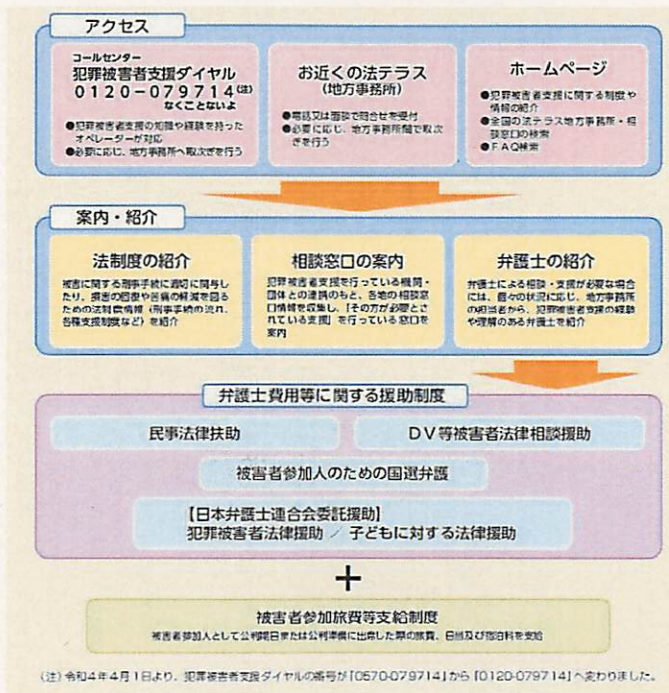 アクセス
コールセンター
犯罪被害者支援ダイヤル
0120-079714(注)
なくことないよ
●犯罪被害者支援の知識や経験を持った
オペレーターが対応
●必要に応じ、地方事務所へ取次ぎを行う
お近くの法テラス
(地方事務所)
●電話又は面談で問合せを受付
●必要に応じ、地方事務所間で取次
ぎを行う
ホームページ
●犯罪被害者支援に関する制度や
情報の紹介
●全国の法テラス地方事務所・相
談窓口の検索
●FAQ検索
案内・紹介
法制度の紹介
被害に関する刑事手続に適切に関与し
たり、損害の回復や苦痛の軽減を図る
ための法制度情報(刑事手続の流れ、
各種支援制度など)を紹介
相談窓口の案内
犯罪被害者支援を行っている機関・
団体との連携のもと、各地の相談窓
口情報を収集し、「その方が必要とさ
れている支援」を行っている窓口を
案内
弁護士の紹介
弁護士による相談・支援が必要な場合
には、個々の状況に応じ、地方事務所
の担当者から、犯罪被害者支援の経験
や理解のある弁護士を紹介
弁護士費用等に関する援助制度
民事法律扶助
DV等被害者法律相談援助
被害者参加人のための国選弁護
【日本弁護士連合会委託援助】
犯罪被害者法律援助 / 子どもに対する法律援助
+
被害者参加旅費等支給制度
被害者参加人として公判期日または公判準備に出席した際の旅費、日当及び宿泊料を支給
(注) 令和4年4月1日より、犯罪被害者支援ダイヤルの番号が「0570-079714」から「0120-079714」へ変わりました。